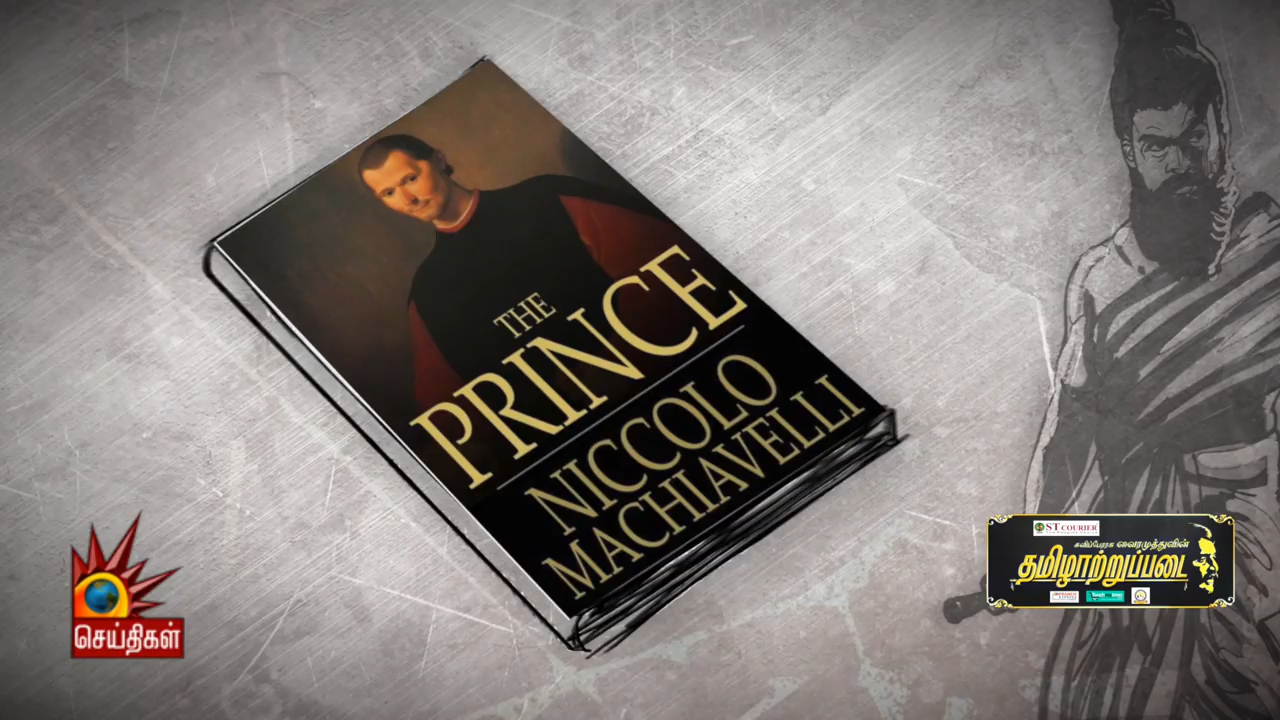 THE
PRINCE
NICCOLO
MACHIAVELLI
செய்திகள்
ST COURIER
கவிப்பேரரசு வைரமுத்துவின்
தமிழாற்றுப்படை